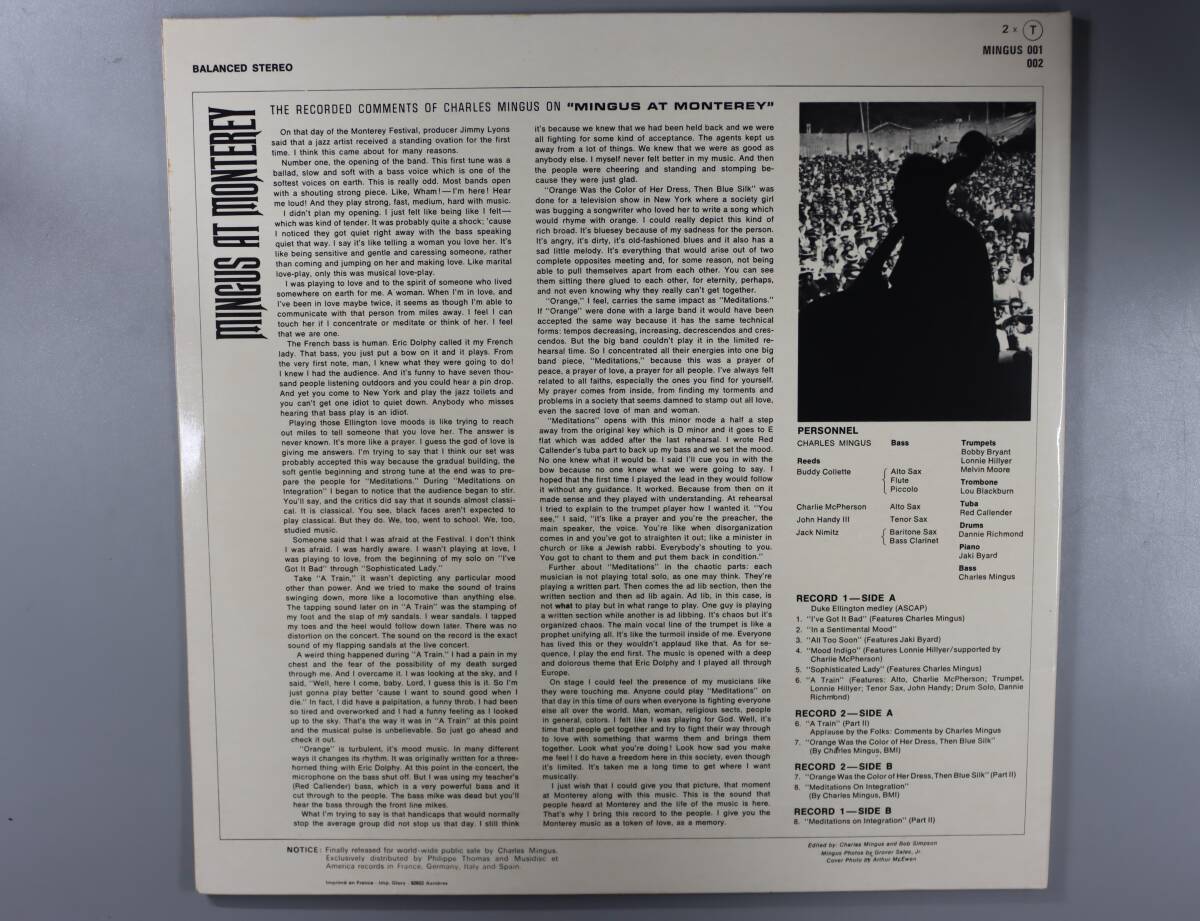 2 x T
MINGUS 001
002
BALANCED STEREO
MINGUS AT MONTEREY
THE RECORDED COMMENTS OF CHARLES MINGUS ON "MINGUS AT MONTEREY"
On that day of the Monterey Festival, producer Jimmy Lyons
said that a jazz artist received a standing ovation for the first
time. I think this came about for many reasons.
Number one, the opening of the band. This first tune was a
ballad, slow and soft with a bass voice which is one of the
softest voices on earth. This is really odd. Most bands open
with a shouting strong piece. Like, Wham!—I'm here! Hear
me loud! And they play strong, fast, medium, hard with music.
I didn't plan my opening. I just felt like being like I felt—
which was kind of tender. It was probably quite a shock; 'cause
I noticed they got quiet right away with the bass speaking
quiet that way. I say it's like telling a woman you love her. It's
like being sensitive and gentle and caressing someone, rather
than coming and jumping on her and making love. Like marital
love-play, only this was musical love-play.
I was playing to love and to the spirit of someone who lived
somewhere on earth for me. A woman. When I'm in love, and
I've been in love maybe twice, it seems as though I'm able to
communicate with that person from miles away. I feel I can
touch her if I concentrate or meditate or think of her. I feel
that we are one.
The French bass is human. Eric Dolphy called it my French
lady. That bass, you just put a bow on it and it plays. From
the very first note, man, I knew what they were going to do!
I knew I had the audience. And it's funny to have seven thou-
sand people listening outdoors and you could hear a pin drop.
And yet you come to New York and play the jazz toilets and
you can't get one idiot to quiet down. Anybody who misses
hearing that bass play is an idiot.
Playing those Ellington love moods is like trying to reach
out miles to tell someone that you love her. The answer is
never known. It's more like a prayer. I guess the god of love is
giving me answers. I'm trying to say that I think our set was
probably accepted this way because the gradual building, the
soft gentle beginning and strong tune at the end was to pre-
pare the people for "Meditations." During "Meditations on
Integration" I began to notice that the audience began to stir.
You'll say, and the critics did say that it sounds almost classi-
cal. It is classical. You see, black faces aren't expected to
play classical. But they do. We, too, went to school. We, too,
studied music.
Someone said that I was afraid at the Festival. I don't think
I was afraid. I was hardly aware. I wasn't playing at love, I
was playing to love, from the beginning of my solo on "I've
Got It Bad" through "Sophisticated Lady."
Take "A Train," it wasn't depicting any particular mood
other than power. And we tried to make the sound of trains
swinging down, more like a locomotive than anything else.
The tapping sound later on in "A Train" was the stamping of
my foot and the slap of my sandals. I wear sandals. I tapped
my toes and the heel would follow down later. There was no
distortion on the concert. The sound on the record is the exact
sound of my flapping sandals at the live concert.
A weird thing happened during "A Train." I had a pain in my
chest and the fear of the possibility of my death surged
through me. And I overcame it. I was looking at the sky, and I
said, "Well, here I come, baby. Lord, I guess this is it. So I'm
just gonna play better 'cause I want to sound good when I
die." In fact, I did have a palpitation, a funny throb. I had been
so tired and overworked and I had a funny feeling as I looked
up to the sky. That's the way it was in "A Train" at this point
and the musical pulse is unbelievable. So just go ahead and
check it out.
"Orange" is turbulent, it's mood music. In many different
ways it changes its rhythm. It was originally written for a three-
horned thing with Eric Dolphy. At this point in the concert, the
microphone on the bass shut off. But I was using my teacher's
(Red Callender) bass, which is a very powerful bass and it
cut through to the people. The bass mike was dead but you'll
hear the bass through the front line mikes.
What I'm trying to say is that handicaps that would normally
stop the average group did not stop us that day. I still think
it's because we knew that we had been held back and we were
all fighting for some kind of acceptance. The agents kept us
away from a lot of things. We knew that we were as good as
anybody else. I myself never felt better in my music. And then
the people were cheering and standing and stomping be-
cause they were just glad.
"Orange Was the Color of Her Dress, Then Blue Silk" was
done for a television show in New York where a society girl
was bugging a songwriter who loved her to write a song which
would rhyme with orange. I could really depict this kind of
rich broad. It's bluesey because of my sadness for the person.
It's angry, it's dirty, it's old-fashioned blues and it also has a
sad little melody. It's everything that would arise out of two
complete opposites meeting and, for some reason, not being
able to pull themselves apart from each other. You can see
them sitting there glued to each other, for eternity, perhaps,
and not even knowing why they really can't get together.
"Orange," I feel, carries the same impact as "Meditations."
If "Orange" were done with a large band it would have been
accepted the same way because it has the same technical
forms: tempos decreasing, increasing, decrescendos and cres-
cendos. But the big band couldn't play it in the limited re-
hearsal time. So I concentrated all their energies into one big
band piece, "Meditations," because this was a prayer of
peace, a prayer of love, a prayer for all people. I've always felt
related to all faiths, especially the ones you find for yourself.
My prayer comes from inside, from finding my torments and
problems in a society that seems damned to stamp out all love,
even the sacred love of man and woman.
"Meditations" opens with this minor mode a half a step
away from the original key which is D minor and it goes to E
flat which was added after the last rehearsal. I wrote Red
Callender's tuba part to back up my bass and we set the mood.
No one knew what it would be. I said I'll cue you in with the
bow because no one knew what we were going to say. I
hoped that the first time I played the lead in they would follow
it without any guidance. It worked. Because from then on it
made sense and they played with understanding. At rehearsal
I tried to explain to the trumpet player how I wanted it. "You
see," I said, "it's like a prayer and you're the preacher, the
main speaker, the voice. You're like when disorganization
comes in and you've got to straighten it out; like a minister in
church or like a Jewish rabbi. Everybody's shouting to you.
You got to chant to them and put them back in condition."
Further about "Meditations" in the chaotic parts: each
musician is not playing total solo, as one may think. They're
playing a written part. Then comes the ad lib section, then the
written section and then ad lib again. Ad lib, in this case, is
not what to play but in what range to play. One guy is playing
a written section while another is ad libbing. It's chaos but it's
organized chaos. The main vocal line of the trumpet is like a
prophet unifying all. It's like the turmoil inside of me. Everyone
has lived this or they wouldn't applaud like that. As for se-
quence, I play the end first. The music is opened with a deep
and dolorous theme that Eric Dolphy and I played all through
Europe.
On stage I could feel the presence of my musicians like
they were touching me. Anyone could play "Meditations" on
that day in this time of ours when everyone is fighting everyone
else all over the world. Man, woman, religious sects, people
in general, colors. I felt like I was playing for God. Well, it's
time that people get together and try to fight their way through
to love with something that warms them and brings them
together. Look what you're doing! Look how sad you make
me feel! I do have a freedom here in this society, even though
it's limited. It's taken me a long time to get where I want
musically.
I just wish that I could give you that picture, that moment
at Monterey along with this music. This is the sound that
people heard at Monterey and the life of the music is here.
That's why I bring this record to the people. I give you the
Monterey music as a token of love, as a memory.
PERSONNEL
CHARLES MINGUS Bass
Reeds
Buddy Collette Alto Sax
Flute
Piccolo
Charlie McPherson Alto Sax
John Handy III Tenor Sax
Jack Nimitz Baritone Sax
Bass Clarinet
Trumpets
Bobby Bryant
Lonnie Hillyer
Melvin Moore
Trombone
Lou Blackburn
Tuba
Red Callender
Drums
Dannie Richmond
Piano
Jaki Byard
Bass
Charles Mingus
RECORD 1—SIDE A
Duke Ellington medley (ASCAP)
1. "I've Got It Bad" (Features Charles Mingus)
2. "In a Sentimental Mood"
3. "All Too Soon" (Features Jaki Byard)
4. "Mood Indigo" (Features Lonnie Hillyer/supported by
Charlie McPherson)
5. "Sophisticated Lady" (Features Charles Mingus)
6. "A Train" (Features: Alto, Charlie McPherson; Trumpet,
Lonnie Hillyer; Tenor Sax, John Handy; Drum Solo, Dannie
Richmond)
RECORD 2—SIDE A
6. "A Train" (Part II)
Applause by the Folks: Comments by Charles Mingus
7. "Orange Was the Color of Her Dress, Then Blue Silk"
(By Charles Mingus, BMI)
RECORD 2—SIDE B
7. "Orange Was the Color of Her Dress, Then Blue Silk" (Part II)
8. "Meditations On Integration"
(By Charles Mingus, BMI)
RECORD 1—SIDE B
8. "Meditations on Integration" (Part II)
Edited by: Charles Mingus and Bob Simpson
Mingus Photos by Grover Sales, Jr.
Cover Photo by Arthur McEwen
NOTICE: Finally released for world-wide public sale by Charles Mingus.
Exclusively distributed by Philippe Thomas and Musidisc et
America records in France, Germany, Italy and Spain.
Imprimé en France - Imp. Glory - 92602 Asnières